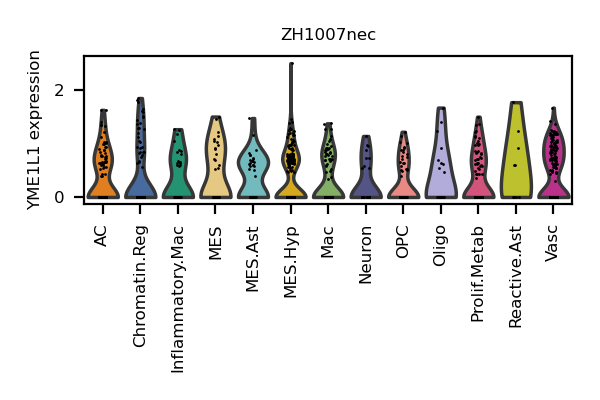 ZH1007nec
YME1L1 expression
2
0
AC
Chromatin.Reg
Inflammatory.Mac
MES
MES.Ast
MES.Hyp
Mac
Neuron
OPC
Oligo
Prolif.Metab
Reactive.Ast
Vasc